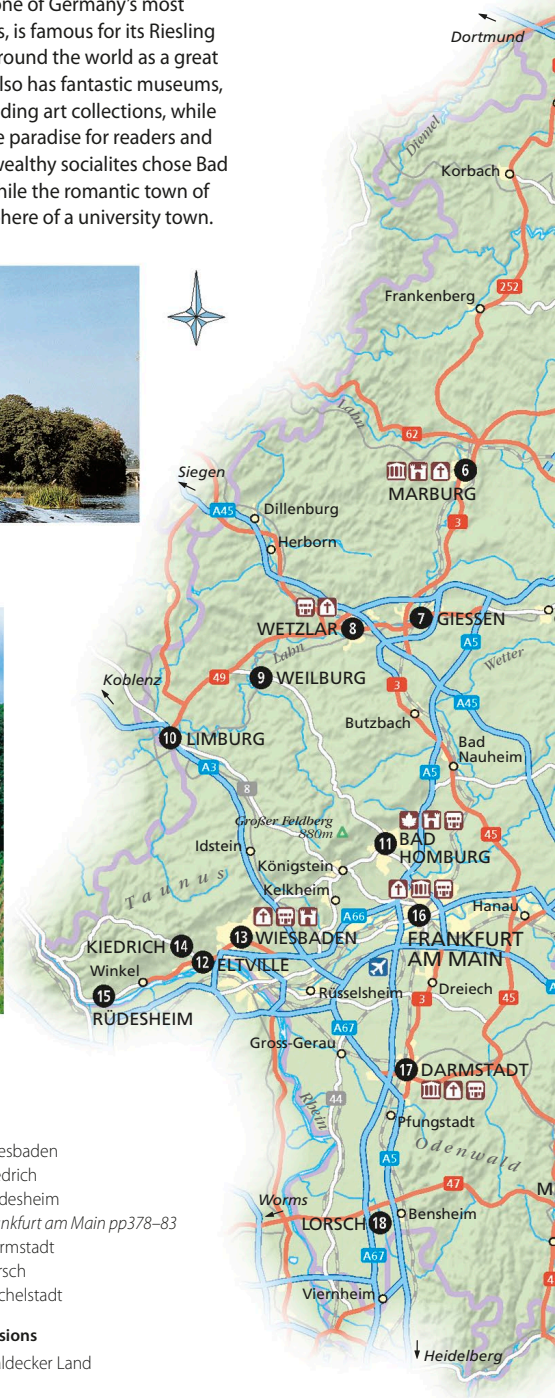 one of Germany's most
s, is famous for its Riesling
round the world as a great
lso has fantastic museums,
ding art collections, while
e paradise for readers and
wealthy socialites chose Bad
hile the romantic town of
here of a university town.
Dortmund
Diemel
Korbach
252
Frankenberg
Lahn
62
Siegen
6
MARBURG
A45
Dillenburg
3
Herborn
WETZLAR 8
7 GIESSEN
A5
Lahn
Wetter
Koblenz
49
9 WEILBURG
3
A45
Butzbach
10 LIMBURG
Bad
Nauheim
A3
A5
8
Großer Feldberg
880m
45
11 BAD
HOMBURG
Idstein
Königstein
Taunus
Kelkheim
Hanau
A66
16
FRANKFURT
AM MAIN
13 WIESBADEN
KIEDRICH 14
12 ELTVILLE
Winkel
15
RÜDESHEIM
Rüsselsheim
Dreiech
3
45
A67
Gross-Gerau
17 DARMSTADT
44
Rhein
Pfungstadt
Odenwald
A5
47
M
Worms
LORSCH 18
Bensheim
A67
4
Viernheim
Heidelberg
esbaden
edrich
desheim
nkfurt am Main pp378–83
rmstadt
rsch
chelstadt
sions
aldecker Land